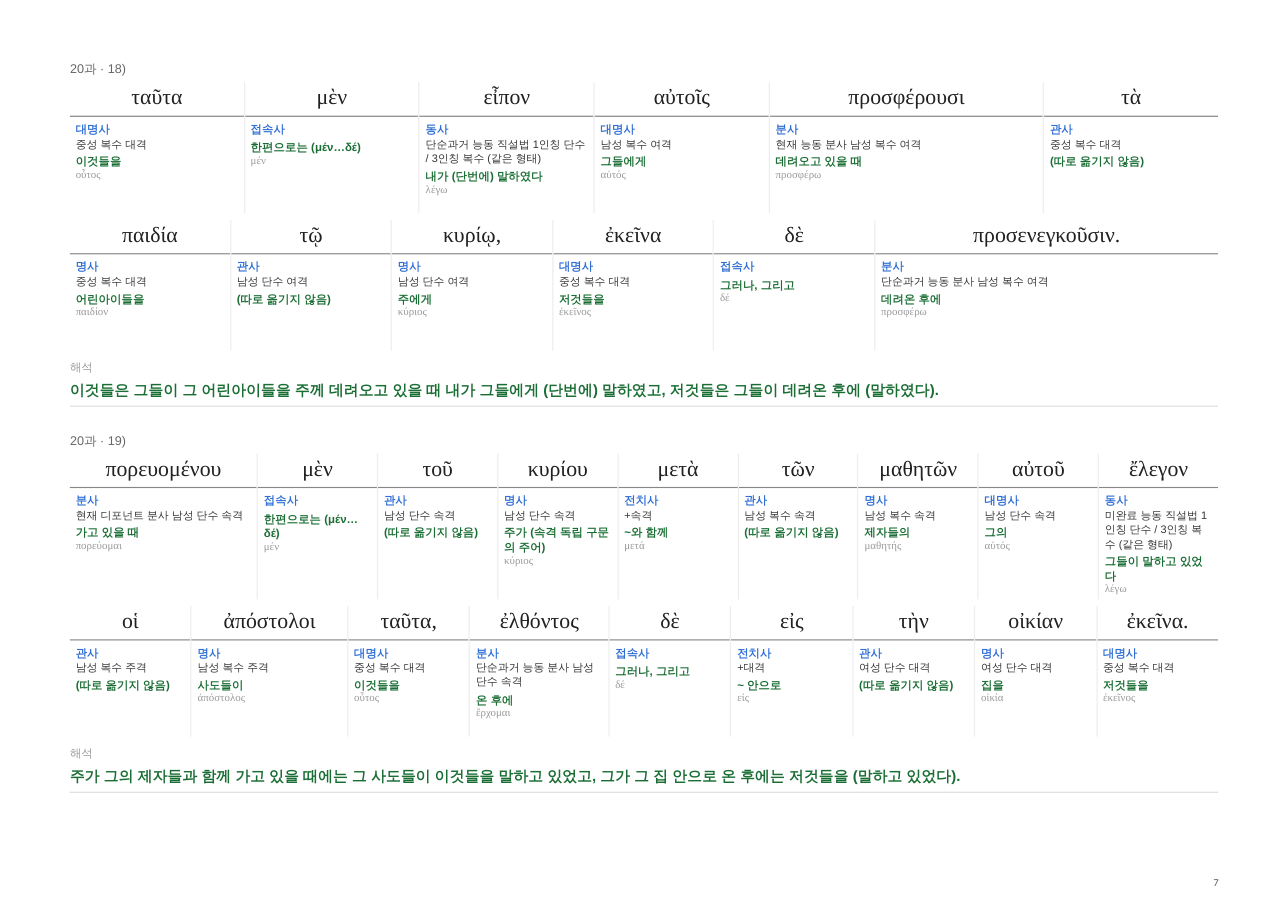 20과 · 18)
ταῦτα μὲν εἶπον αὐτοῖς προσφέρουσι τὰ
대명사 접속사 동사 대명사 분사 관사
중성 복수 대격 한편으로는 (μέν…δέ) 단순과거 능동 직설법 1인칭 단수 남성 복수 여격 현재 능동 분사 남성 복수 여격 중성 복수 대격
이것들을 μέν / 3인칭 복수 (같은 형태) 그들에게 데려오고 있을 때 (따로 옮기지 않음)
οὗτος 내가 (단번에) 말하였다 αὐτός προσφέρω
λέγω
παιδία τῷ κυρίῳ, ἐκεῖνα δὲ προσενεγκοῦσιν.
명사 관사 명사 대명사 접속사 분사
중성 복수 대격 남성 단수 여격 남성 단수 여격 중성 복수 대격 그러나, 그리고 단순과거 능동 분사 남성 복수 여격
어린아이들을 (따로 옮기지 않음) 주에게 저것들을 δέ 데려온 후에
παιδίον κύριος ἐκεῖνος προσφέρω
해석
이것들은 그들이 그 어린아이들을 주께 데려오고 있을 때 내가 그들에게 (단번에) 말하였고, 저것들은 그들이 데려온 후에 (말하였다).
20과 · 19)
πορευομένου μὲν τοῦ κυρίου μετὰ τῶν μαθητῶν αὐτοῦ ἔλεγον
분사 접속사 관사 명사 전치사 관사 명사 대명사 동사
현재 디포넌트 분사 남성 단수 속격 한편으로는 (μέν… 남성 단수 속격 남성 단수 속격 +속격 남성 복수 속격 남성 복수 속격 남성 단수 속격 미완료 능동 직설법 1
가고 있을 때 δέ) (따로 옮기지 않음) 주가 (속격 독립 구문 ~와 함께 (따로 옮기지 않음) 제자들의 그의 인칭 단수 / 3인칭 복
πορεύομαι μέν 의 주어) μετά μαθητής αὐτός 수 (같은 형태)
κύριος 그들이 말하고 있었
다
λέγω
οἱ ἀπόστολοι ταῦτα, ἐλθόντος δὲ εἰς τὴν οἰκίαν ἐκεῖνα.
관사 명사 대명사 분사 접속사 전치사 관사 명사 대명사
남성 복수 주격 남성 복수 주격 중성 복수 대격 단순과거 능동 분사 남성 그러나, 그리고 +대격 여성 단수 대격 여성 단수 대격 중성 복수 대격
(따로 옮기지 않음) 사도들이 이것들을 단수 속격 δέ ~ 안으로 (따로 옮기지 않음) 집을 저것들을
ἀπόστολος οὗτος 온 후에 εἰς οἰκία ἐκεῖνος
ἔρχομαι
해석
주가 그의 제자들과 함께 가고 있을 때에는 그 사도들이 이것들을 말하고 있었고, 그가 그 집 안으로 온 후에는 저것들을 (말하고 있었다).
7